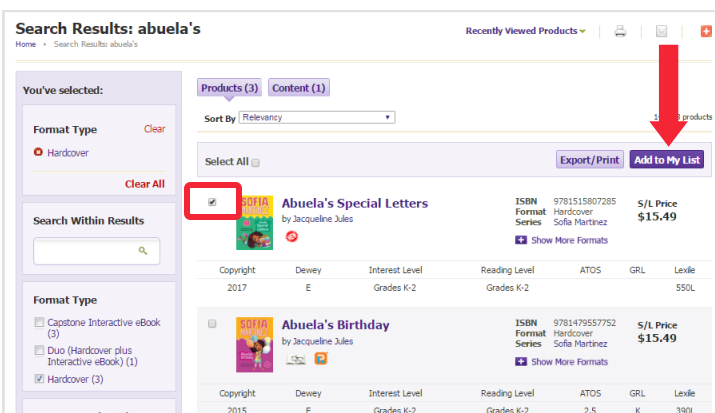 Search Results: abuela's
Home • Search Results: abuela's
Recently Viewed Products
You've selected:
Format Type Clear
Hardcover
Clear All
Search Within Results
Format Type
Capstone Interactive eBook (3)
Duo (Hardcover plus Interactive eBook) (1)
Hardcover (3)
Products (3) Content (1)
Sort By Relevancy
products
Select All
Export/Print Add to My List
SOFIA
Abuela's Special Letters
by Jacqueline Jules
ISBN 9781515807285
Format Hardcover
Series Sofia Martinez
Show More Formats
S/L Price
$15.49
Copyright Dewey Interest Level Reading Level ATOS GRL Lexile
2017 E Grades K-2 Grades K-2 550L
SOFIA
MARTINEZ
Abuela's Birthday
by Jacqueline Jules
ISBN 9781479557752
Format Hardcover
Series Sofia Martinez
Show More Formats
S/L Price
$15.49
Copyright Dewey Interest Level Reading Level ATOS GRL Lexile
2015 E Grades K-2 Grades K-2 2.5 K 390L